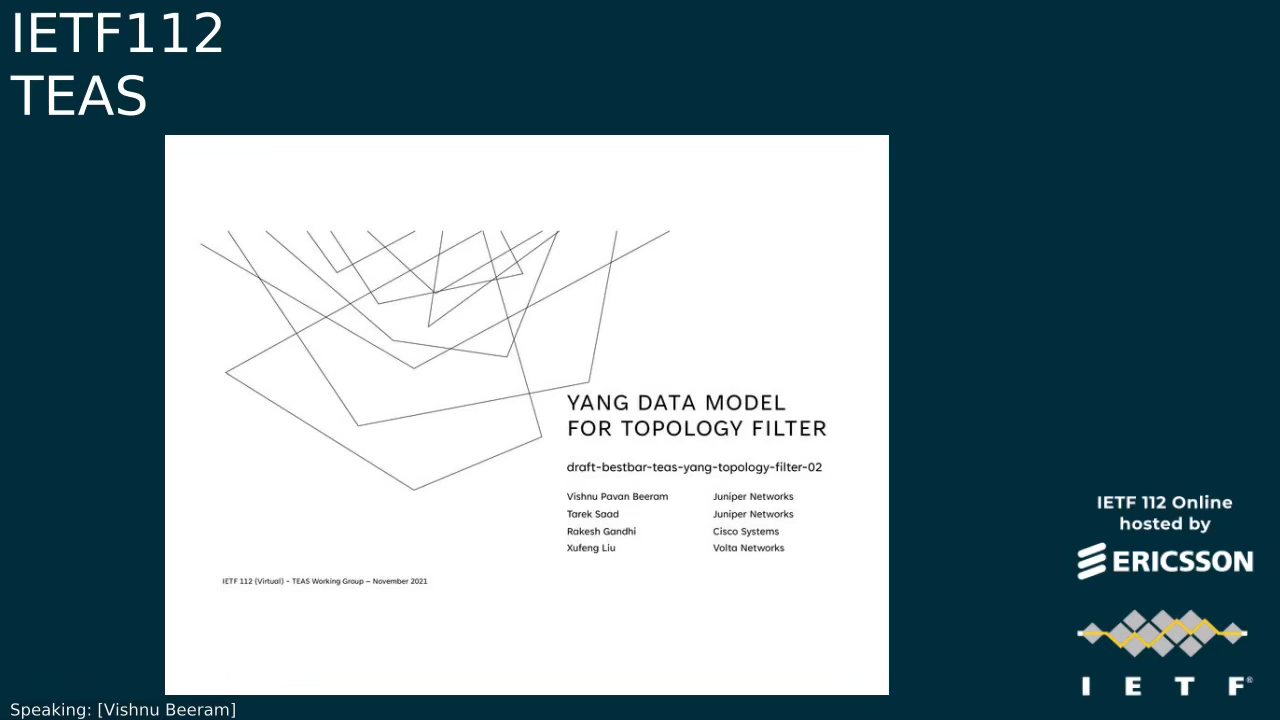 IETF112
TEAS
YANG DATA MODEL
FOR TOPOLOGY FILTER
draft-bestbar-teas-yang-topology-filter-02
Vishnu Pavan Beeram Juniper Networks
Tarek Saad Juniper Networks
Rakesh Gandhi Cisco Systems
Xufeng Liu Volta Networks
IETF 112 (Virtual) - TEAS Working Group – November 2021
IETF 112 Online
hosted by
ERICSSON
I E T F®
Speaking: [Vishnu Beeram]